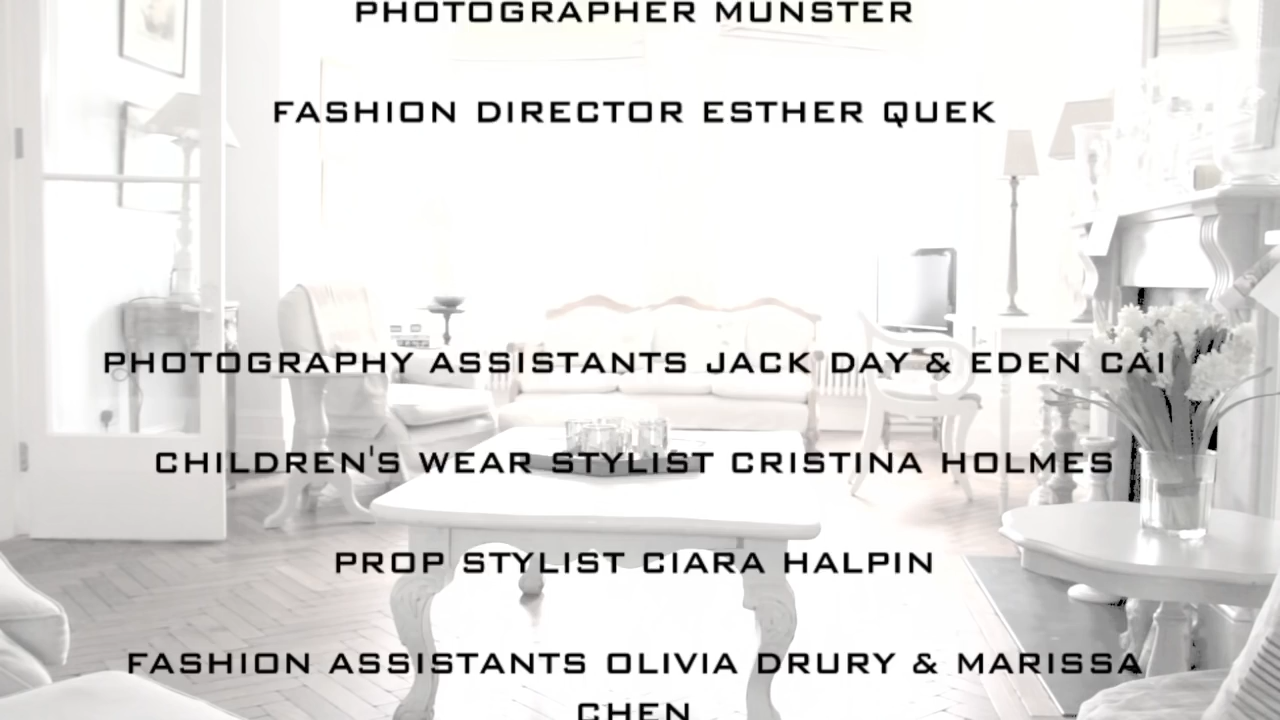 PHOTOGRAPHER MUNSTER
FASHION DIRECTOR ESTHER QUEK
PHOTOGRAPHY ASSISTANTS JACK DAY & EDEN CAI
CHILDREN'S WEAR STYLIST CRISTINA HOLMES
PROP STYLIST CIARA HALPIN
FASHION ASSISTANTS OLIVIA DRURY & MARISSA
CHEN